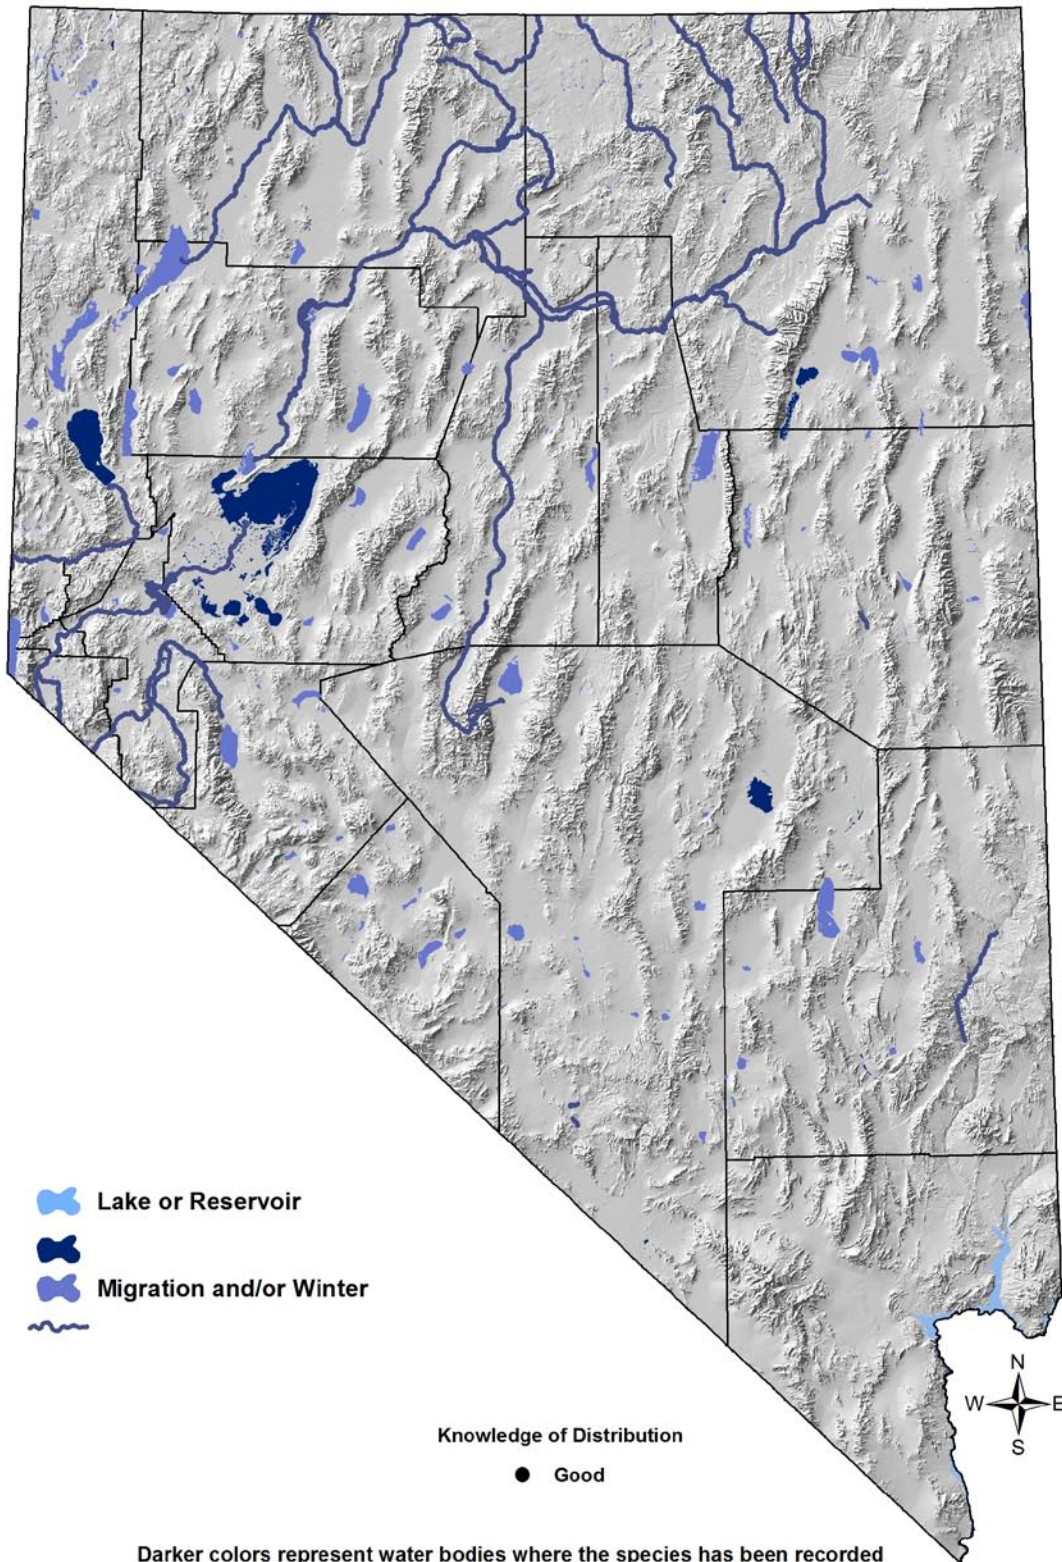 Lake or Reservoir
Migration and/or Winter
N
W E
S
Knowledge of Distribution
Good
Darker colors represent water bodies where the species has been recorded